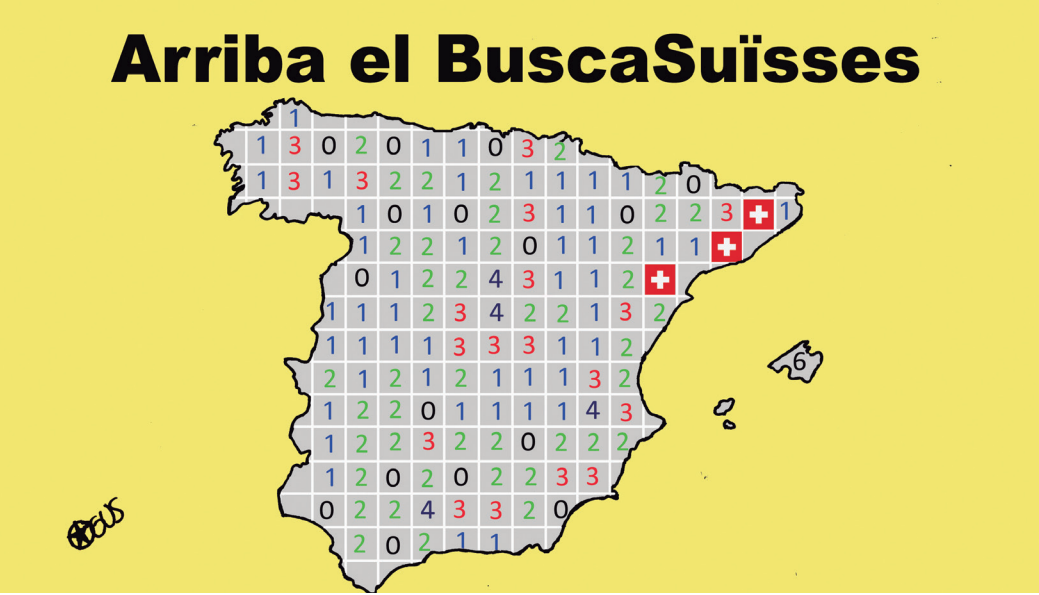 Arriba el BuscaSuïsses
1
1 3 0 2 0 1 1 0 3 2
1 3 1 3 2 2 1 2 1 1 1 1 2 0
1 0 1 0 2 3 1 1 0 2 2 3 1
1 2 2 1 2 0 1 1 2 1 1
0 1 2 2 4 3 1 1 2
1 1 1 2 3 4 2 2 1 3 2
1 1 1 1 3 3 3 1 1 2
6
2 1 2 1 2 1 1 1 3 2
1 2 2 0 1 1 1 1 4 3
1 2 2 3 2 2 0 2 2 2
1 2 0 2 0 2 2 3 3
0 2 2 4 3 3 2 0
2 0 2 1 1